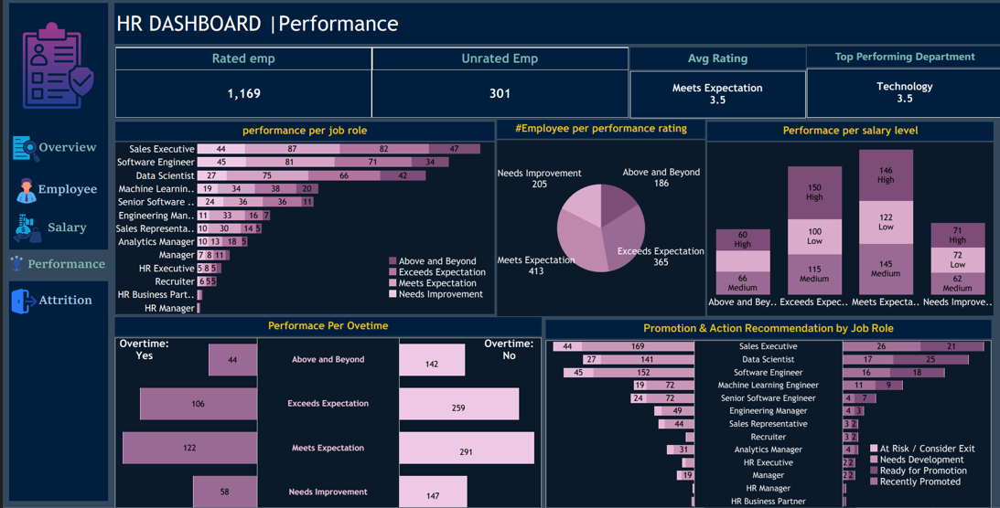 HR DASHBOARD |Performance
Overview
Employee
Salary
Performance
Attrition
Rated emp
1,169
Unrated Emp
301
Avg Rating
Meets Expectation
3.5
Top Performing Department
Technology
3.5
performance per job role
Sales Executive 44 87 82 47
Software Engineer 45 81 71 34
Data Scientist 27 75 66 42
Machine Learnin.. 19 34 38 20
Senior Software .. 24 36 36 11
Engineering Man.. 11 33 16 7
Sales Representa.. 10 30 14 5
Analytics Manager 10 13 18 5
Manager 7 8 11
HR Executive 5 8 5
Recruiter 6 5 5
HR Business Part..
HR Manager
Above and Beyond
Exceeds Expectation
Meets Expectation
Needs Improvement
#Employee per performance rating
Needs Improvement
205
Above and Beyond
186
Meets Expectation
413
Exceeds Expectation
365
Performace per salary level
60
High
66
Medium
Above and Bey..
150
High
100
Low
115
Medium
Exceeds Expec..
146
High
122
Low
145
Medium
Meets Expecta..
71
High
72
Low
62
Medium
Needs Improve..
Performace Per Ovetime
Overtime:
Yes
Overtime:
No
44 Above and Beyond 142
106 Exceeds Expectation 259
122 Meets Expectation 291
58 Needs Improvement 147
Promotion & Action Recommendation by Job Role
44 169 Sales Executive 26 21
27 141 Data Scientist 17 25
45 152 Software Engineer 16 18
19 72 Machine Learning Engineer 11 9
24 72 Senior Software Engineer 4 7
49 Engineering Manager 4 3
44 Sales Representative 3 2
Recruiter 3 2
31 Analytics Manager 4
HR Executive 2 2
19 Manager 2 2
HR Manager
HR Business Partner
At Risk / Consider Exit
Needs Development
Ready for Promotion
Recently Promoted